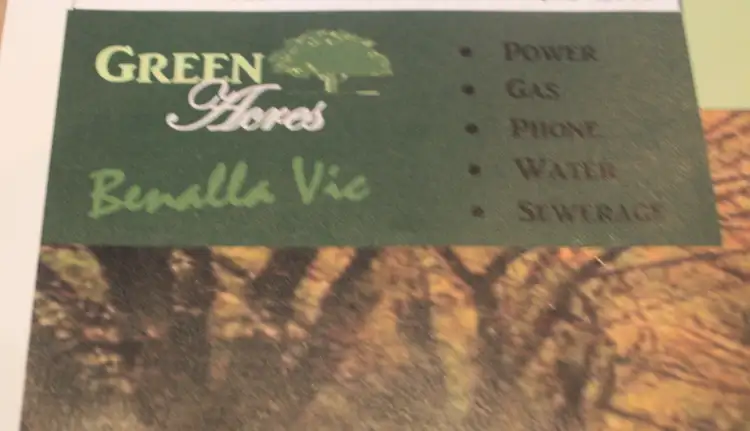 GREEN
Acres
Benalla Vic
• POWER
• GAS
• PHONE
• WATER
• SEWERAGE